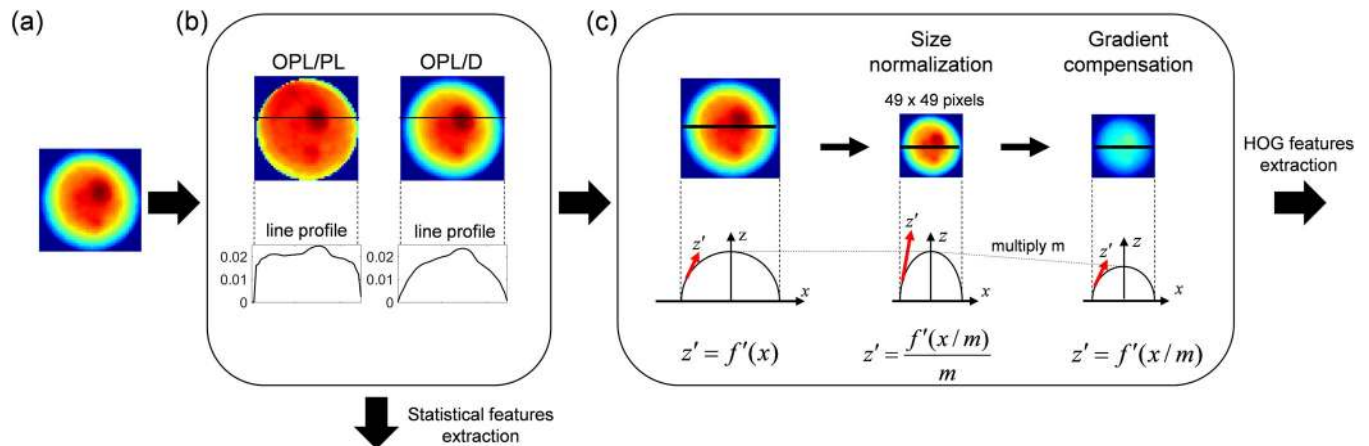 (a)
(b)
OPL/PL
OPL/D
line profile
line profile
0.02
0.01
0
0.02
0.01
0
Statistical features
extraction
(c)
Size
normalization
49 x 49 pixels
Gradient
compensation
z'
z
x
z'
z
x
multiply m
z'
z
x
z' = f'(x)
z' = f'(x/m)/m
z' = f'(x/m)
HOG features
extraction